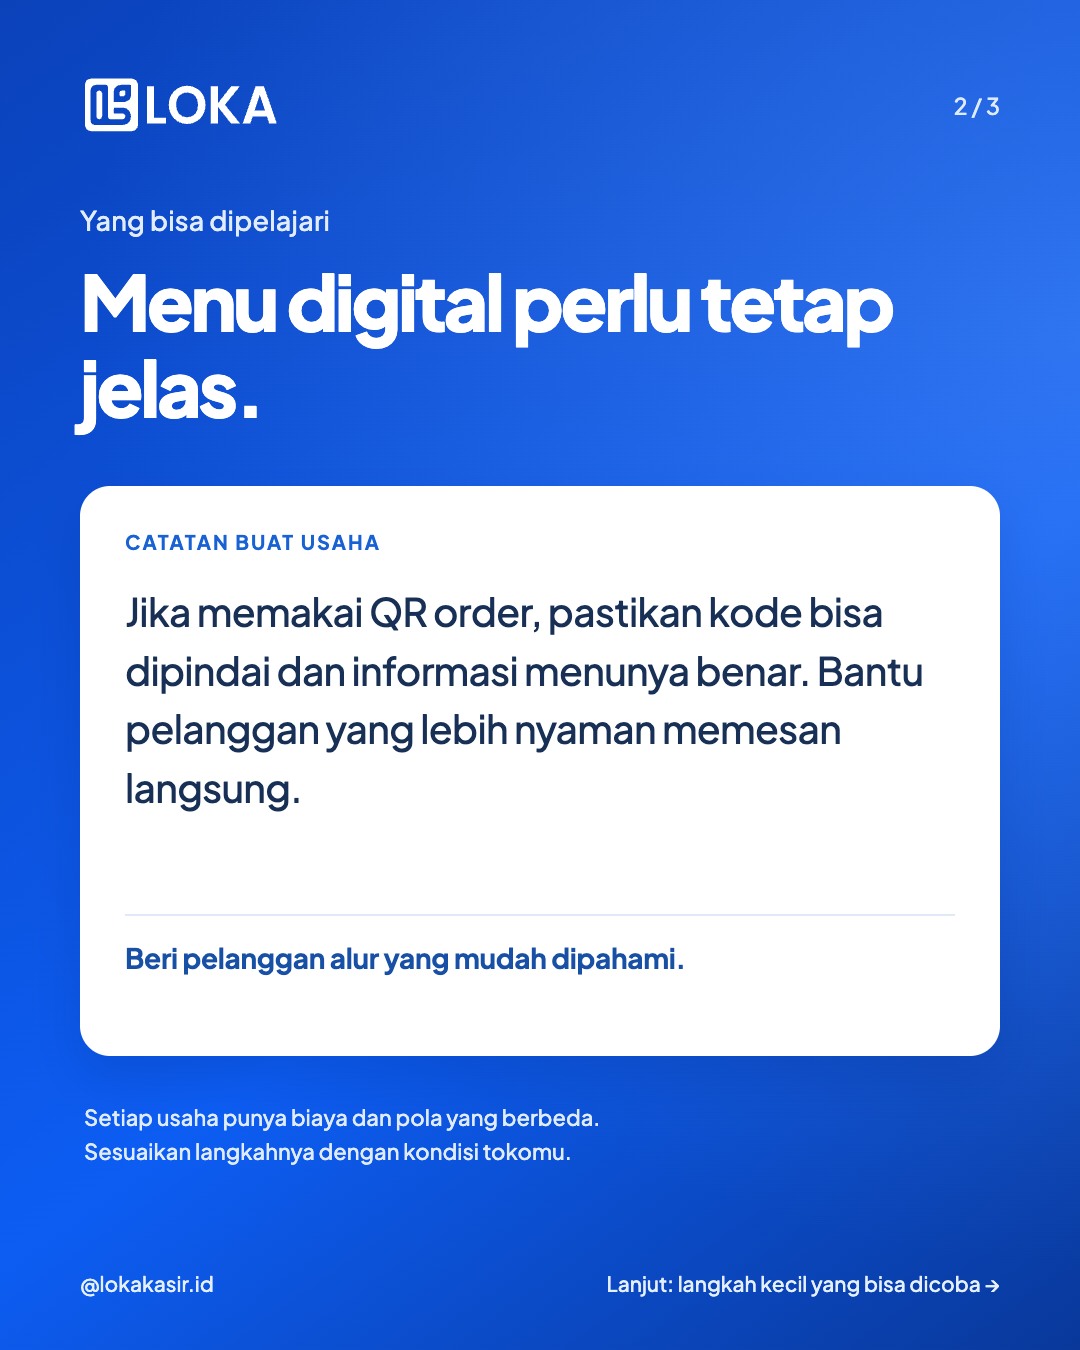 LOKA
2 / 3
Yang bisa dipelajari
Menu digital perlu tetap
jelas.
CATATAN BUAT USAHA
Jika memakai QR order, pastikan kode bisa
dipindai dan informasi menunya benar. Bantu
pelanggan yang lebih nyaman memesan
langsung.
Beri pelanggan alur yang mudah dipahami.
Setiap usaha punya biaya dan pola yang berbeda.
Sesuaikan langkahnya dengan kondisi tokomu.
@lokakasir.id
Lanjut: langkah kecil yang bisa dicoba →